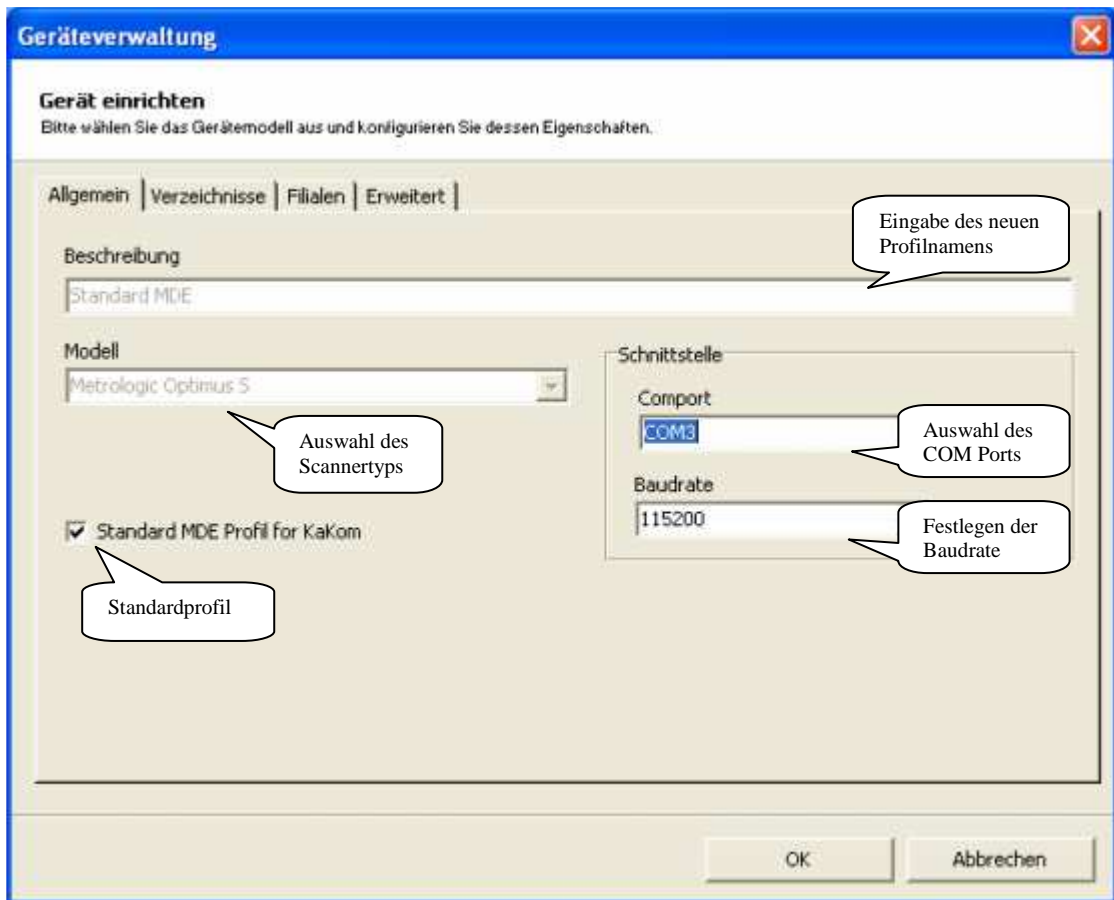 Geräteverwaltung
Gerät einrichten
Bitte wählen Sie das Gerätemodell aus und konfigurieren Sie dessen Eigenschaften.
Allgemein
Verzeichnisse
Filialen
Erweitert
Eingabe des neuen
Profilnamens
Beschreibung
Standard MDE
Modell
Metrologic Optimus S
Auswahl des
Scannertyps
Schnittstelle
Comport
COM3
Auswahl des
COM Ports
Baudrate
115200
Festlegen der
Baudrate
Standard MDE Profil for KaKom
Standardprofil
OK
Abbrechen